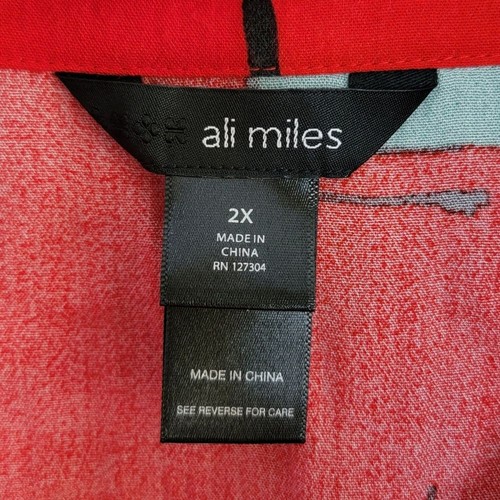 ali miles
2X
MADE IN
CHINA
RN 127304
MADE IN CHINA
SEE REVERSE FOR CARE